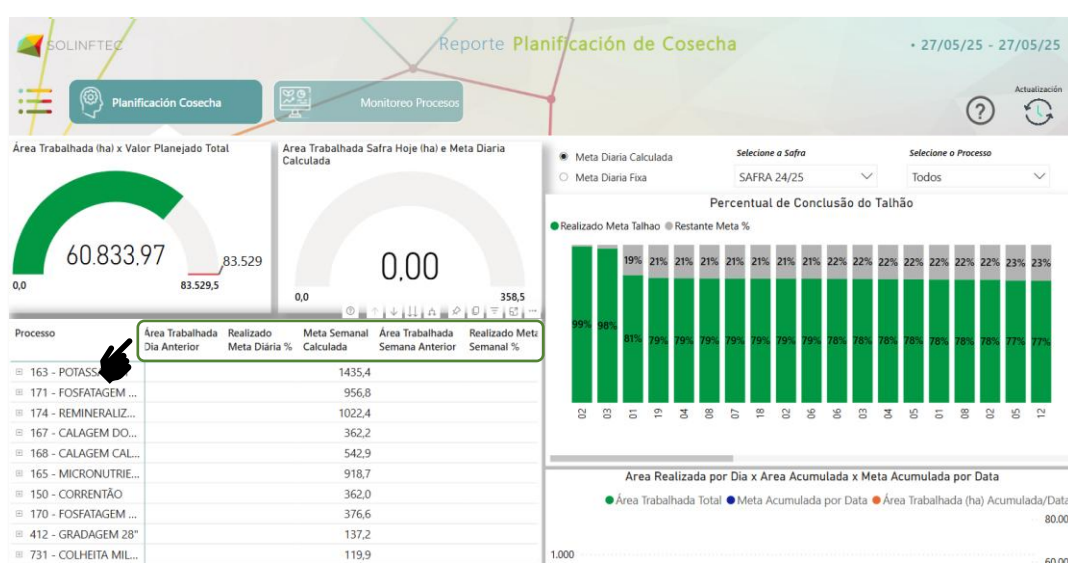 SOLINFTEC
Reporte Planificación de Cosecha
• 27/05/25 - 27/05/25
Planificación Cosecha
Monitoreo Procesos
Actualización
?
Área Trabalhada (ha) x Valor Planejado Total
60.833,97
83.529
0,0
83.529,5
Area Trabalhada Safra Hoje (ha) e Meta Diaria
Calculada
0,00
0,0
358,5
Meta Diaria Calculada
Meta Diaria Fixa
Selecione a Safra
SAFRA 24/25
Selecione o Processo
Todos
Percentual de Conclusão do Talhão
Realizado Meta Talhao Restante Meta %
19% 21% 21% 21% 21% 21% 21% 21% 22% 22% 22% 22% 22% 22% 22% 23% 23%
99% 98% 81% 79% 79% 79% 79% 79% 79% 79% 78% 78% 78% 78% 78% 78% 77% 77%
02 03 01 19 04 08 07 18 02 06 06 03 04 05 01 08 02 05 12
Processo
Área Trabalhada
Dia Anterior
Realizado
Meta Diária %
Meta Semanal
Calculada
Área Trabalhada
Semana Anterior
Realizado Meta
Semanal %
163 - POTASSA 1435,4
171 - FOSFATAGEM ... 956,8
174 - REMINERALIZ... 1022,4
167 - CALAGEM DO... 362,2
168 - CALAGEM CAL... 542,9
165 - MICRONUTRIE... 918,7
150 - CORRENTÃO 362,0
170 - FOSFATAGEM ... 376,6
412 - GRADAGEM 28" 137,2
731 - COLHEITA MIL... 119,9
Area Realizada por Dia x Area Acumulada x Meta Acumulada por Data
Área Trabalhada Total Meta Acumulada por Data Área Trabalhada (ha) Acumulada/Data
80.00
1.000
60.00